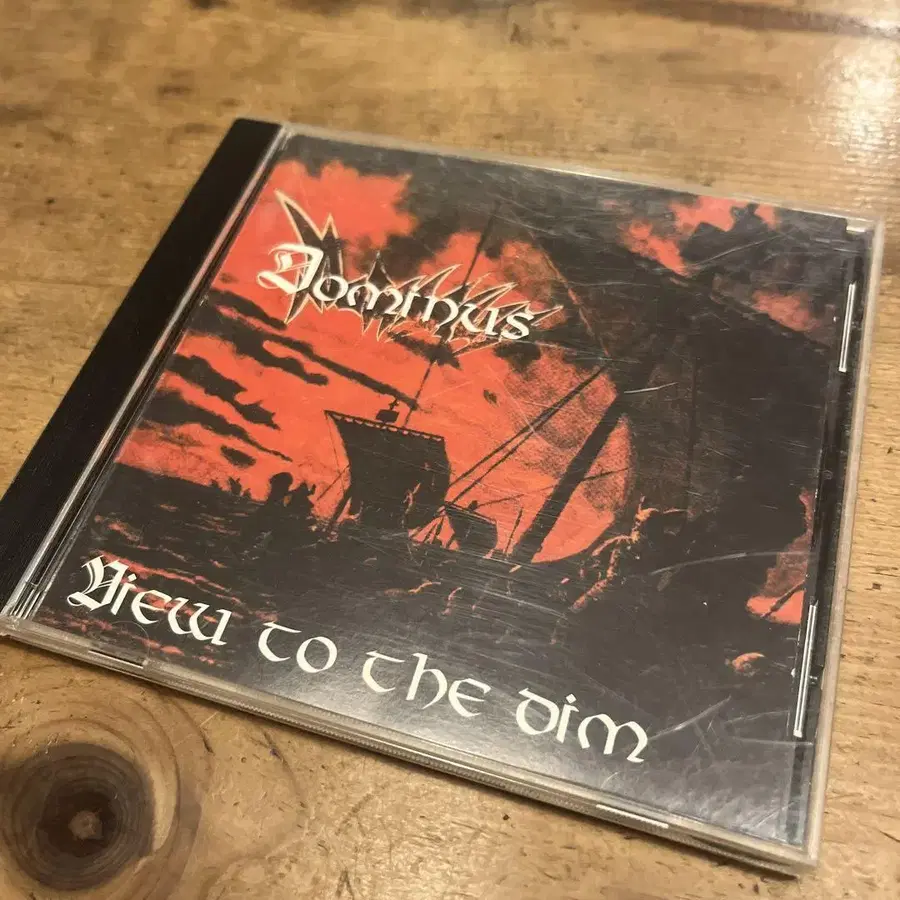 Dominus
View to the dim